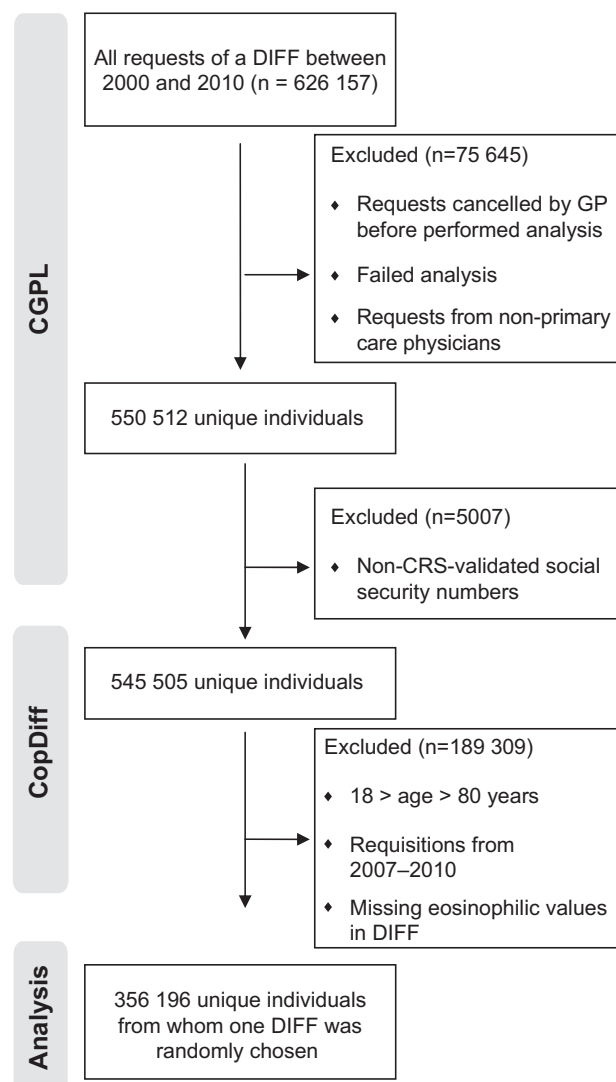 All requests of a DIFF between
2000 and 2010 (n = 626 157)
Excluded (n=75 645)
♦ Requests cancelled by GP
before performed analysis
♦ Failed analysis
♦ Requests from non-primary
care physicians
CGPL
550 512 unique individuals
Excluded (n=5007)
♦ Non-CRS-validated social
security numbers
545 505 unique individuals
CopDiff
Excluded (n=189 309)
♦ 18 > age > 80 years
♦ Requisitions from
2007–2010
♦ Missing eosinophilic values
in DIFF
Analysis
356 196 unique individuals
from whom one DIFF was
randomly chosen